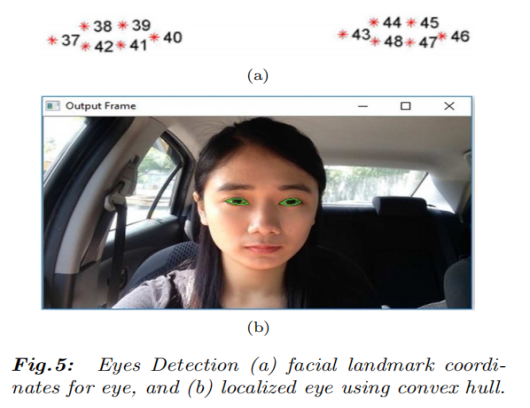 38 39
37 42 41 40
44 45
43 48 47 46
(a)
Output Frame
(b)
Fig.5: Eyes Detection (a) facial landmark coordi-
nates for eye, and (b) localized eye using convex hull.